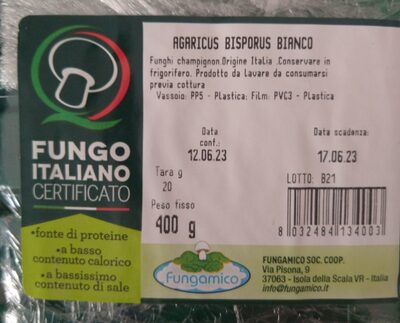 AGARICUS BISPORUS BIANCO
Funghi champignon.Origine Italia .Conservare in
frigorifero. Prodotto da lavare da consumarsi
previa cottura
Vassoio: PP5 - Plastica: Film: PVC3 - Plastica
FUNGO
ITALIANO
CERTIFICATO
•fonte di proteine
•a basso
contenuto calorico
•a bassissimo
contenuto di sale
Data
conf.:
12.06.23
Data scadenza:
17.06.23
Tara g
20
LOTTO: B21
Peso fisso
400 g
8 032484 134003
Fungamico
FUNGAMICO SOC. COOP.
Via Pisona, 9
37063 - Isola della Scala VR - Italia
info@fungamico.it